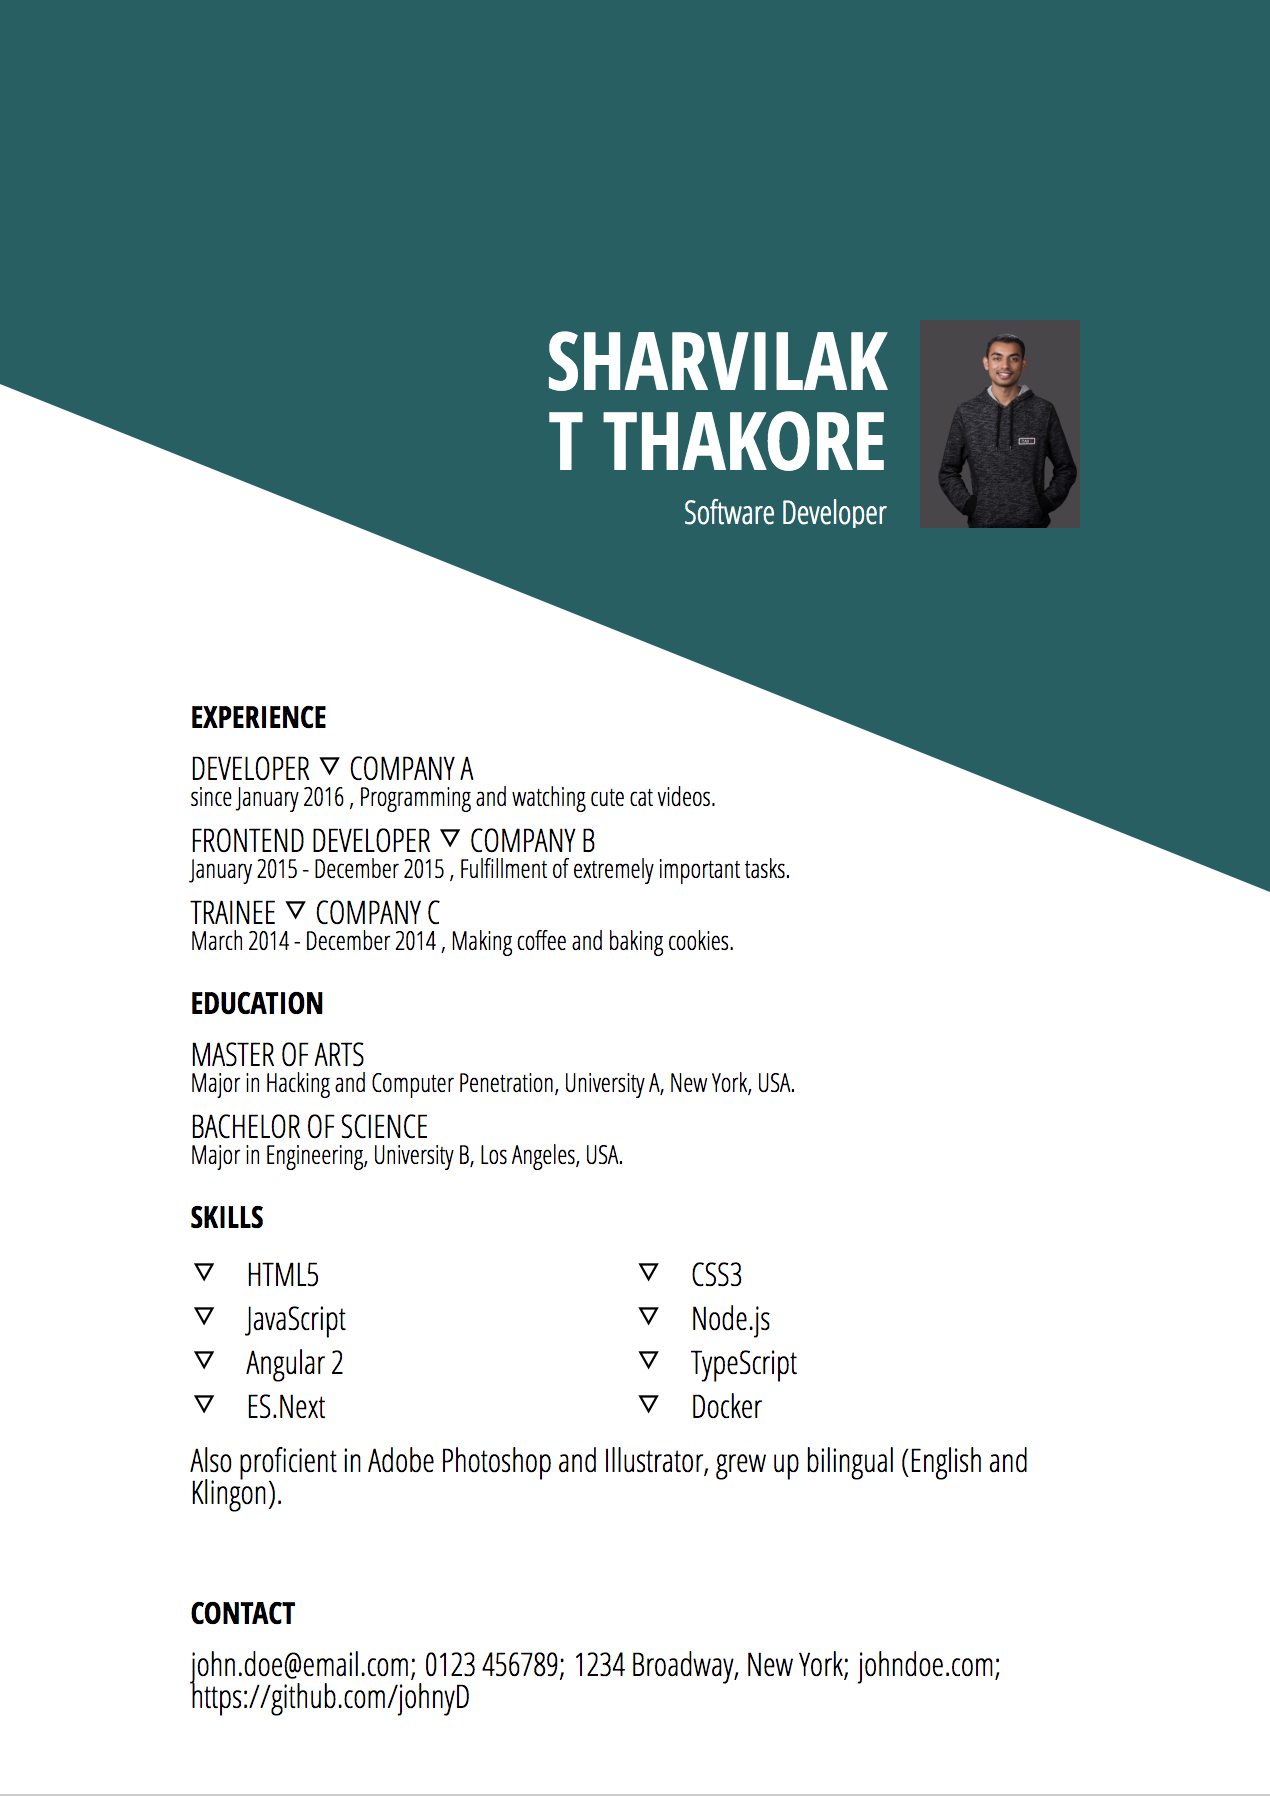 SHARVILAK
T THAKORE
Software Developer
EXPERIENCE
DEVELOPER ▽ COMPANY A
since January 2016 , Programming and watching cute cat videos.
FRONTEND DEVELOPER ▽ COMPANY B
January 2015 - December 2015 , Fulfillment of extremely important tasks.
TRAINEE ▽ COMPANY C
March 2014 - December 2014 , Making coffee and baking cookies.
EDUCATION
MASTER OF ARTS
Major in Hacking and Computer Penetration, University A, New York, USA.
BACHELOR OF SCIENCE
Major in Engineering, University B, Los Angeles, USA.
SKILLS
▽ HTML5 ▽ CSS3
▽ JavaScript ▽ Node.js
▽ Angular 2 ▽ TypeScript
▽ ES.Next ▽ Docker
Also proficient in Adobe Photoshop and Illustrator, grew up bilingual (English and
Klingon).
CONTACT
john.doe@email.com; 0123 456789; 1234 Broadway, New York; johndoe.com;
https://github.com/johnyD